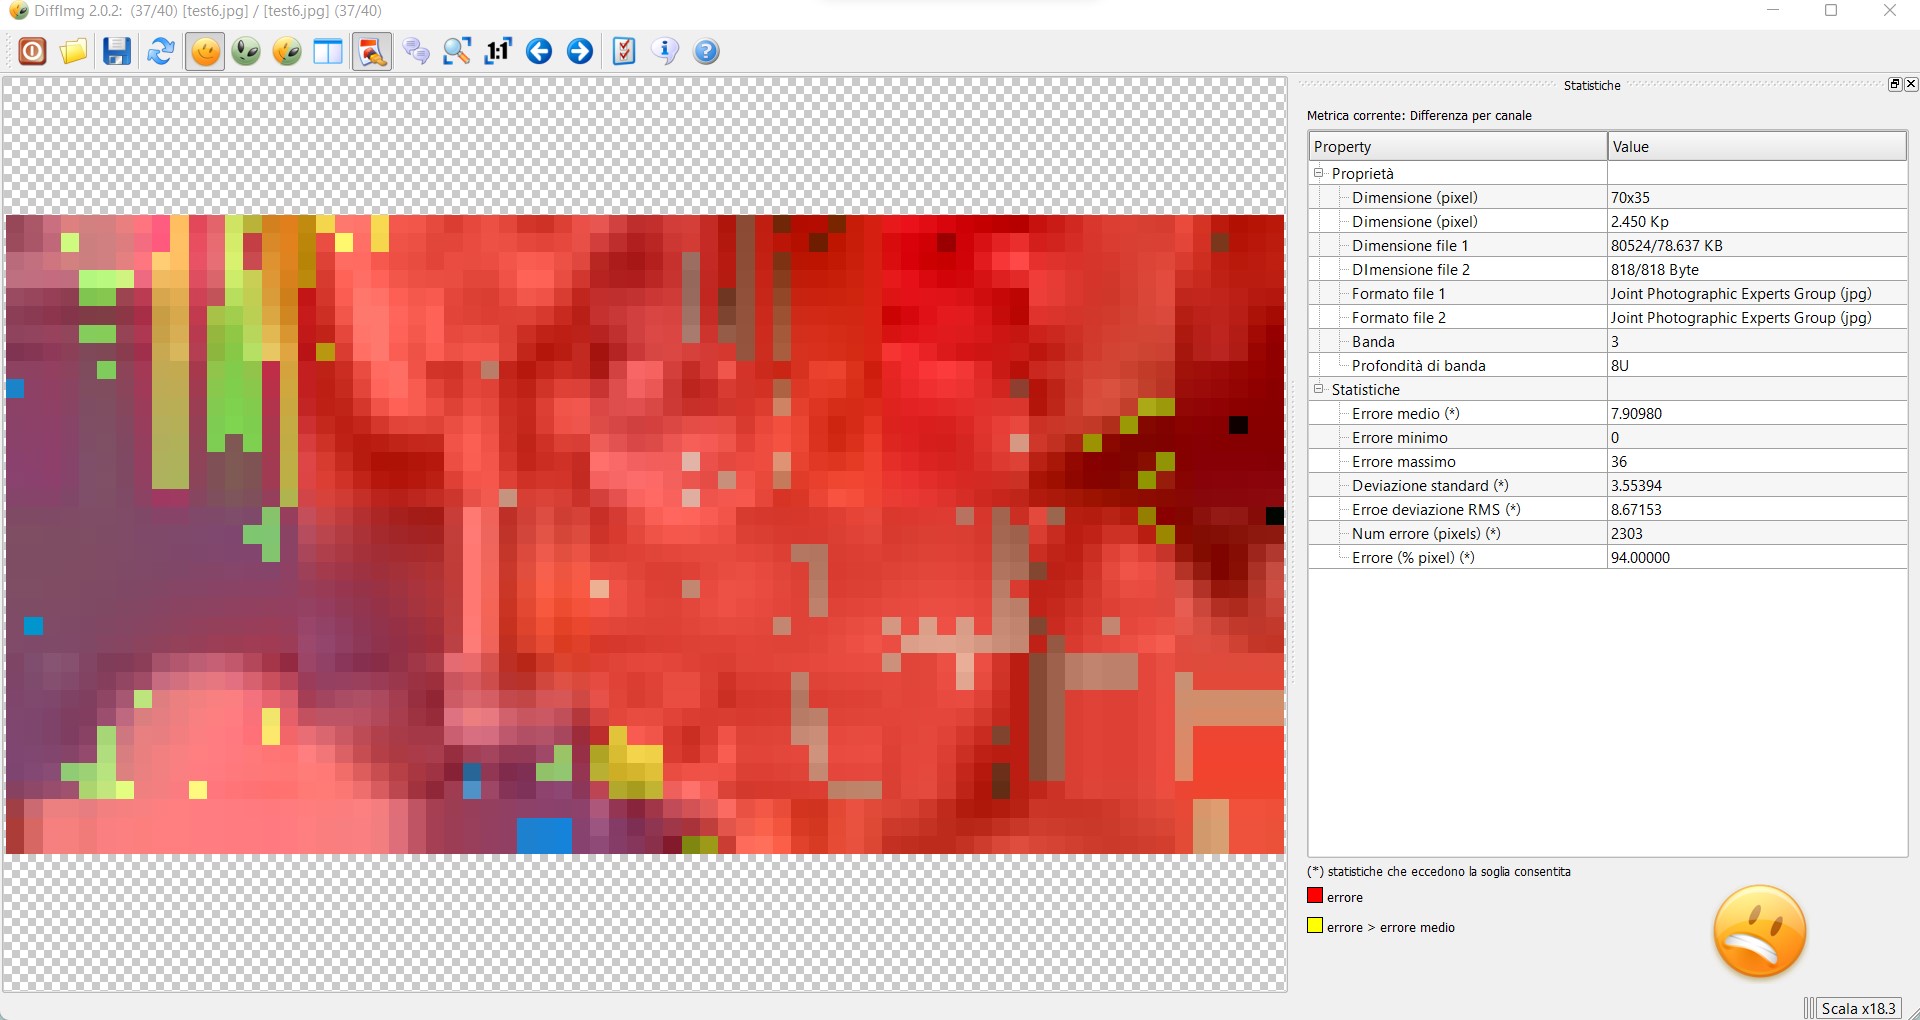 DiffImg 2.0.2: (37/40) [test6.jpg] / [test6.jpg] (37/40)
1:1
Statistiche
Metrica corrente: Differenza per canale
Property Value
Proprietà
Dimensione (pixel) 70x35
Dimensione (pixel) 2.450 Kp
Dimensione file 1 80524/78.637 KB
DImensione file 2 818/818 Byte
Formato file 1 Joint Photographic Experts Group (jpg)
Formato file 2 Joint Photographic Experts Group (jpg)
Banda 3
Profondità di banda 8U
Statistiche
Errore medio (*) 7.90980
Errore minimo 0
Errore massimo 36
Deviazione standard (*) 3.55394
Erroe deviazione RMS (*) 8.67153
Num errore (pixels) (*) 2303
Errore (% pixel) (*) 94.00000
(*) statistiche che eccedono la soglia consentita
errore
errore > errore medio
Scala x18.3